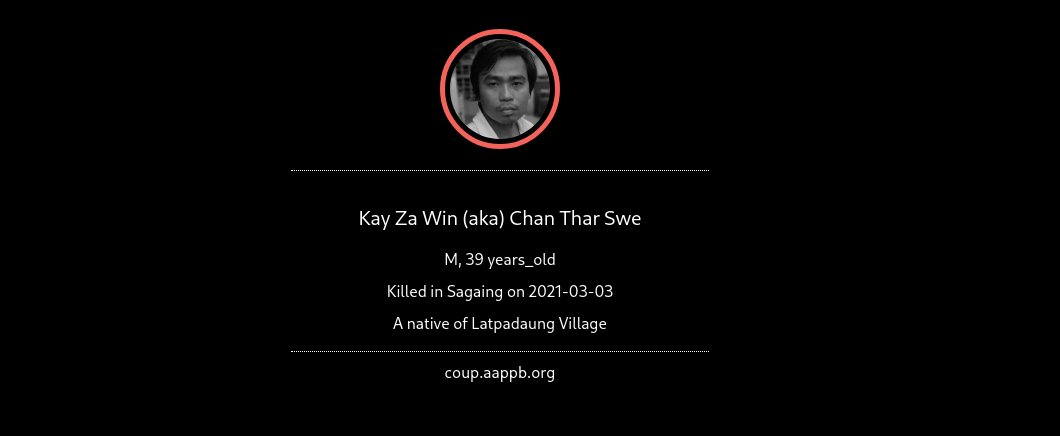 Kay Za Win (aka) Chan Thar Swe
M, 39 years_old
Killed in Sagaing on 2021-03-03
A native of Latpadaung Village
coup.aappb.org